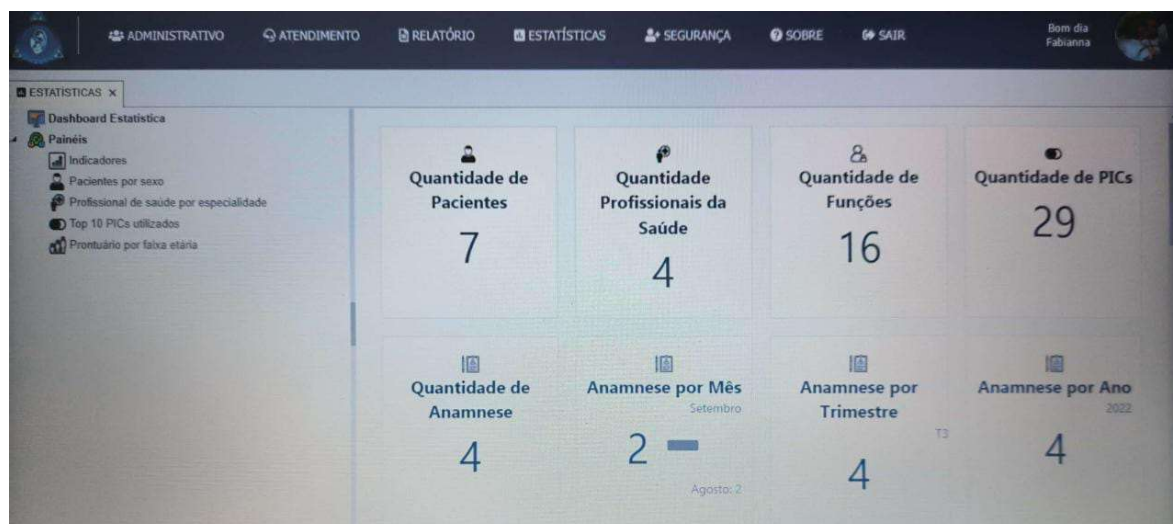 ADMINISTRATIVO ATENDIMENTO RELATÓRIO ESTATÍSTICAS SEGURANÇA SOBRE SAIR
Bom dia
Fabianna
ESTATÍSTICAS x
Dashboard Estatística
Painéis
Indicadores
Pacientes por sexo
Profissional de saúde por especialidade
Top 10 PICs utilizados
Prontuário por faixa etária
Quantidade de
Pacientes
7
Quantidade
Profissionais da
Saúde
4
Quantidade de
Funções
16
Quantidade de PICs
29
Quantidade de
Anamnese
4
Anamnese por Mês
Setembro
2
Agosto: 2
Anamnese por
Trimestre
T3
4
Anamnese por Ano
2022
4